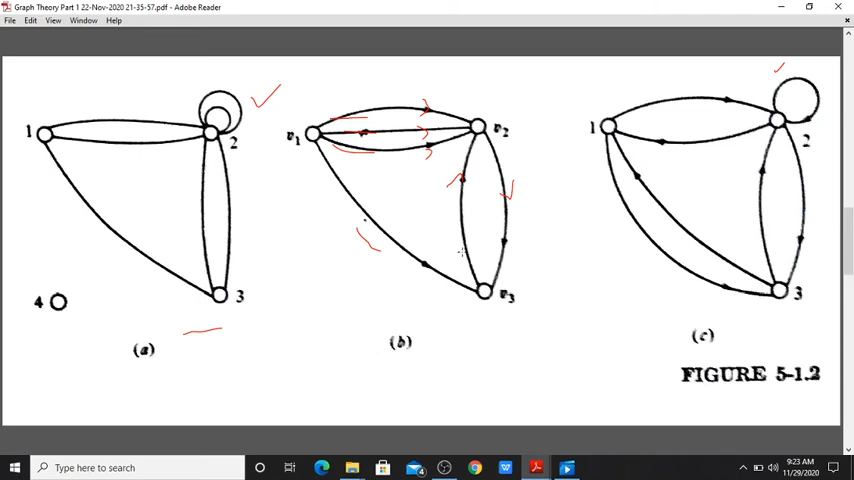 Graph Theory Part 1 22-Nov-2020 21-35-57.pdf - Adobe Reader
File Edit View Window Help
1 2 3 4
(a)
v₁ v₂ v₃
(b)
1 2 3
(c)
FIGURE 5-1.2
Type here to search
4
9:23 AM
11/29/2020